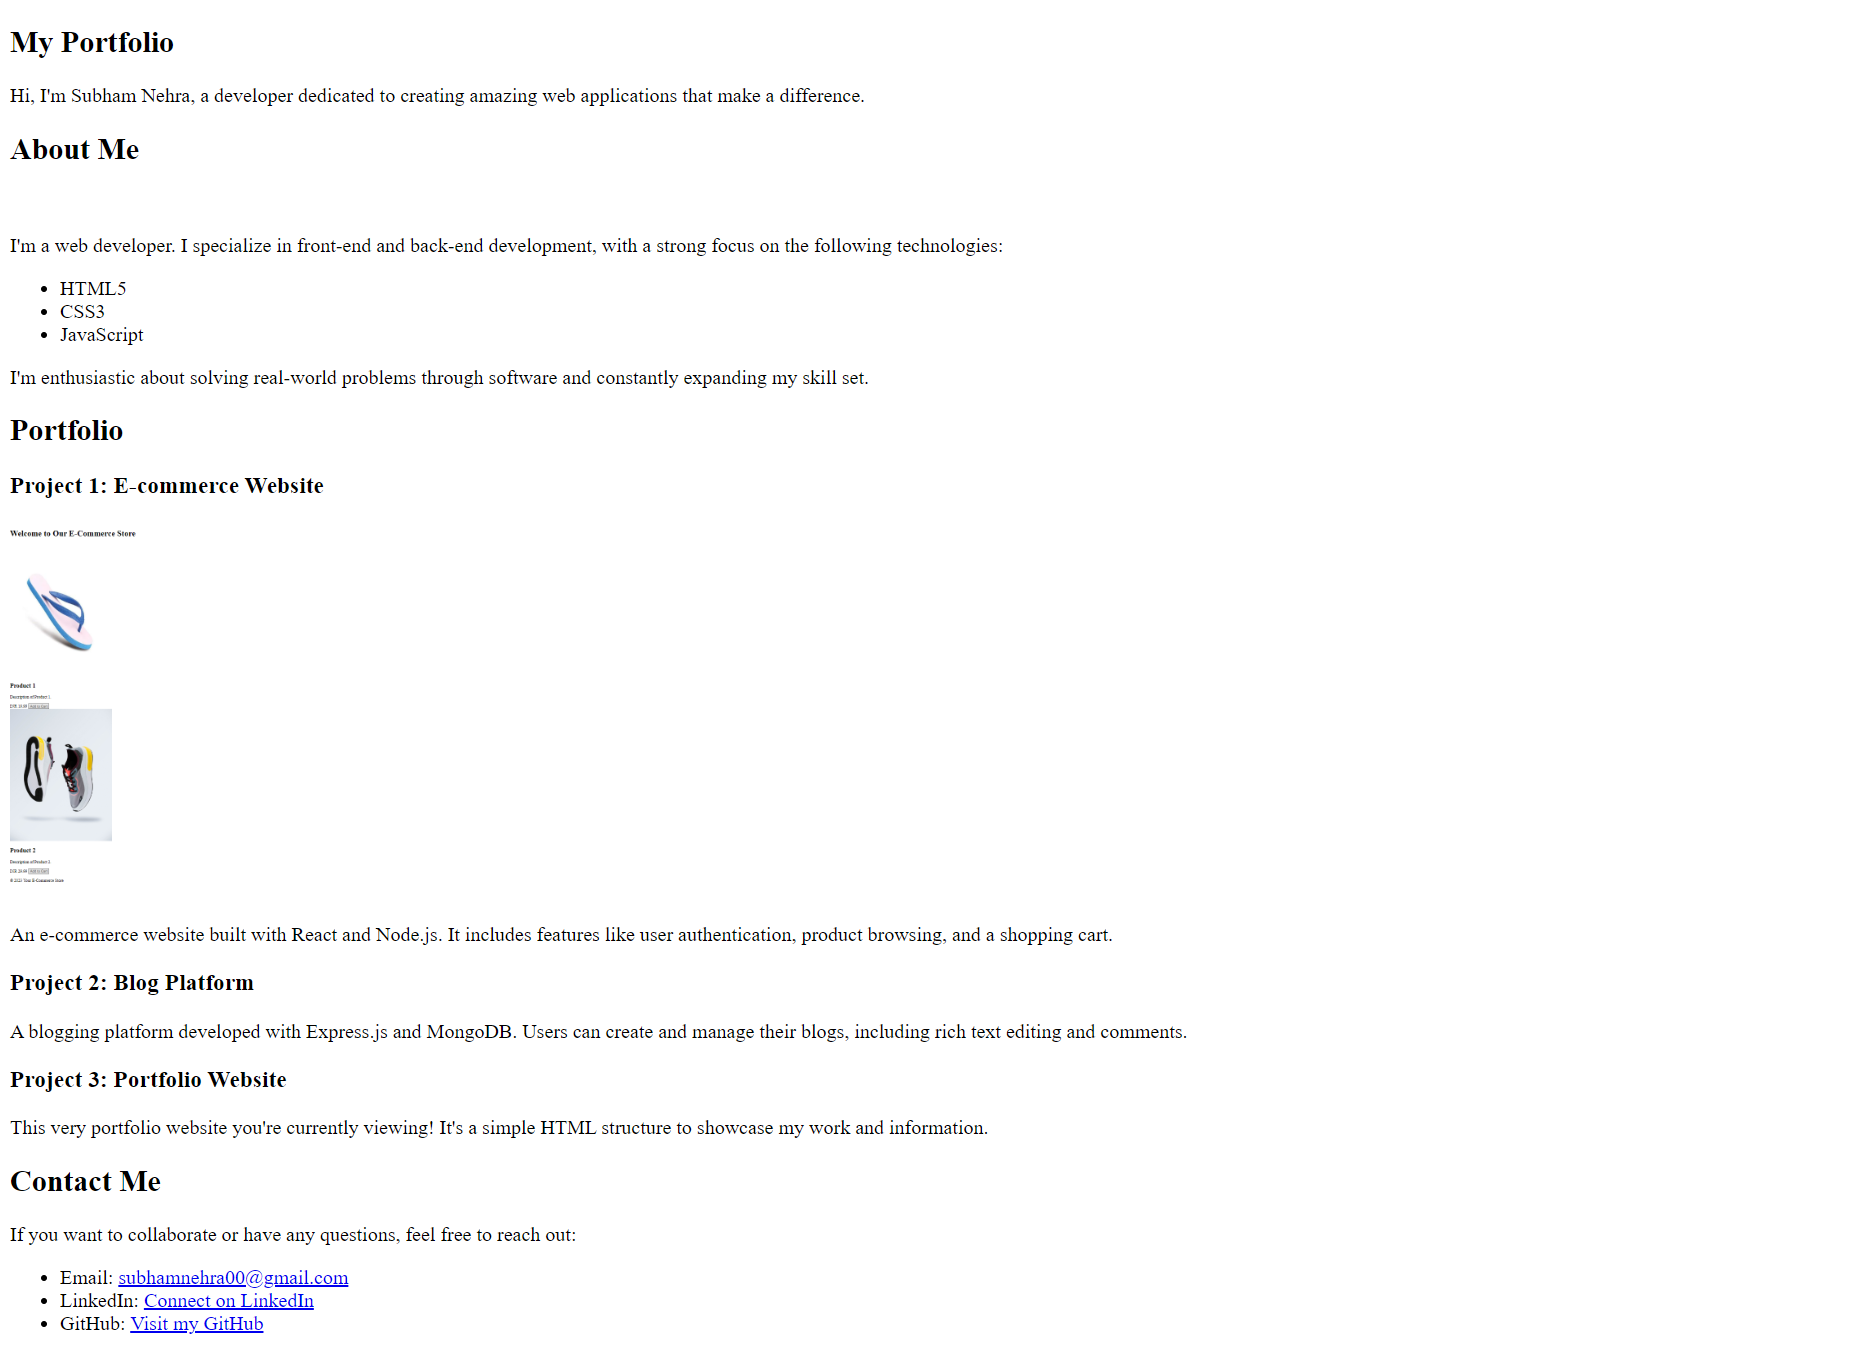 My Portfolio
Hi, I'm Subham Nehra, a developer dedicated to creating amazing web applications that make a difference.
About Me
I'm a web developer. I specialize in front-end and back-end development, with a strong focus on the following technologies:
HTML5
CSS3
JavaScript
I'm enthusiastic about solving real-world problems through software and constantly expanding my skill set.
Portfolio
Project 1: E-commerce Website
Welcome to Our E-Commerce Store
Product 1
Description of Product 1
Product 2
Description of Product 2
© 2023 Your E-Commerce Store
An e-commerce website built with React and Node.js. It includes features like user authentication, product browsing, and a shopping cart.
Project 2: Blog Platform
A blogging platform developed with Express.js and MongoDB. Users can create and manage their blogs, including rich text editing and comments.
Project 3: Portfolio Website
This very portfolio website you're currently viewing! It's a simple HTML structure to showcase my work and information.
Contact Me
If you want to collaborate or have any questions, feel free to reach out:
Email: subhamnehra00@gmail.com
LinkedIn: Connect on LinkedIn
GitHub: Visit my GitHub